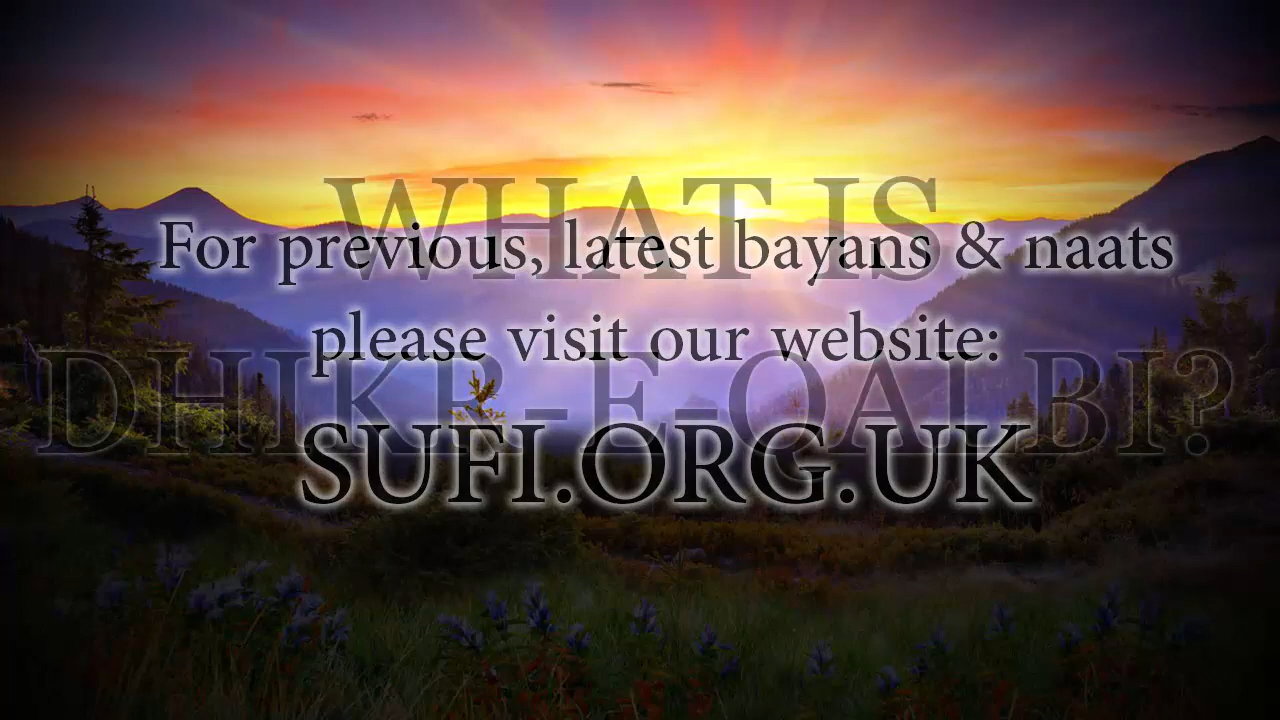 WHAT IS
For previous, latest bayans & naats
please visit our website:
DHIKR-E-QALBI?
SUFI.ORG.UK